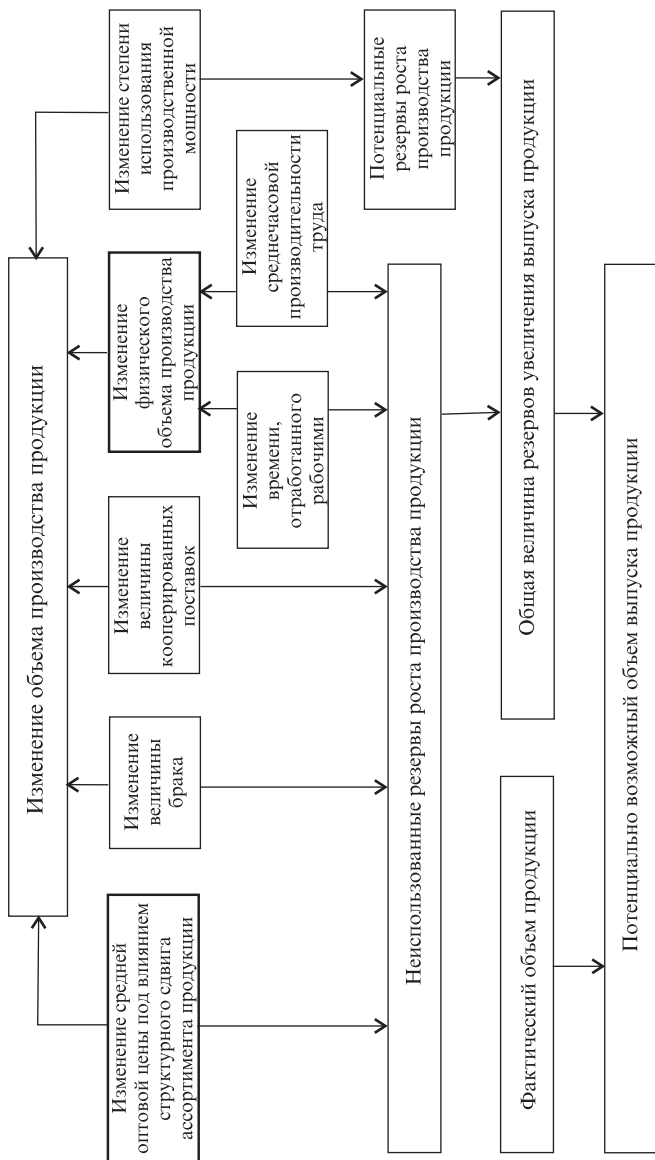 Изменение объема производства продукции
Изменение средней
оптовой цены под влиянием
структурного сдвига
ассортимента продукции
Изменение
величины
брака
Изменение
величины
кооперированных
поставок
Изменение
физического
объема производства
продукции
Изменение степени
использования
производственной
мощности
Изменение
времени,
отработанного
рабочими
Изменение
среднечасовой
производительности
труда
Неиспользованные резервы роста производства продукции
Потенциальные
резервы роста
производства
продукции
Фактический объем продукции
Общая величина резервов увеличения выпуска продукции
Потенциально возможный объем выпуска продукции